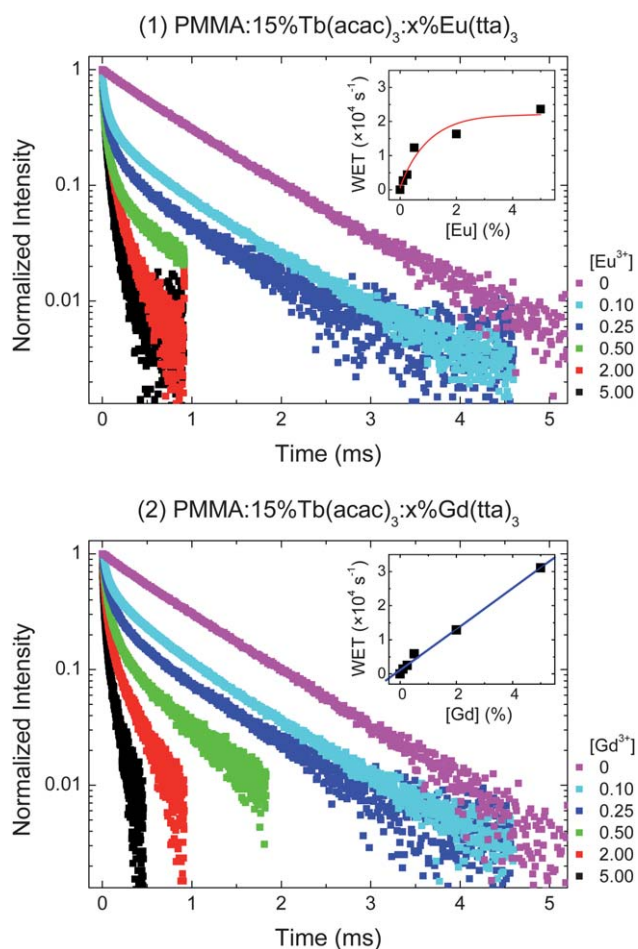 (1) PMMA:15%Tb(acac)₃:x%Eu(tta)₃
1
0.1
0.01
Normalized Intensity
WET (×10⁴ s⁻¹)
3
2
1
0
0 2 4
[Eu] (%)
[Eu³⁺]
0
0.10
0.25
0.50
2.00
5.00
0 1 2 3 4 5
Time (ms)
(2) PMMA:15%Tb(acac)₃:x%Gd(tta)₃
1
0.1
0.01
Normalized Intensity
WET (×10⁴ s⁻¹)
3
2
1
0
0 2 4
[Gd] (%)
[Gd³⁺]
0
0.10
0.25
0.50
2.00
5.00
0 1 2 3 4 5
Time (ms)